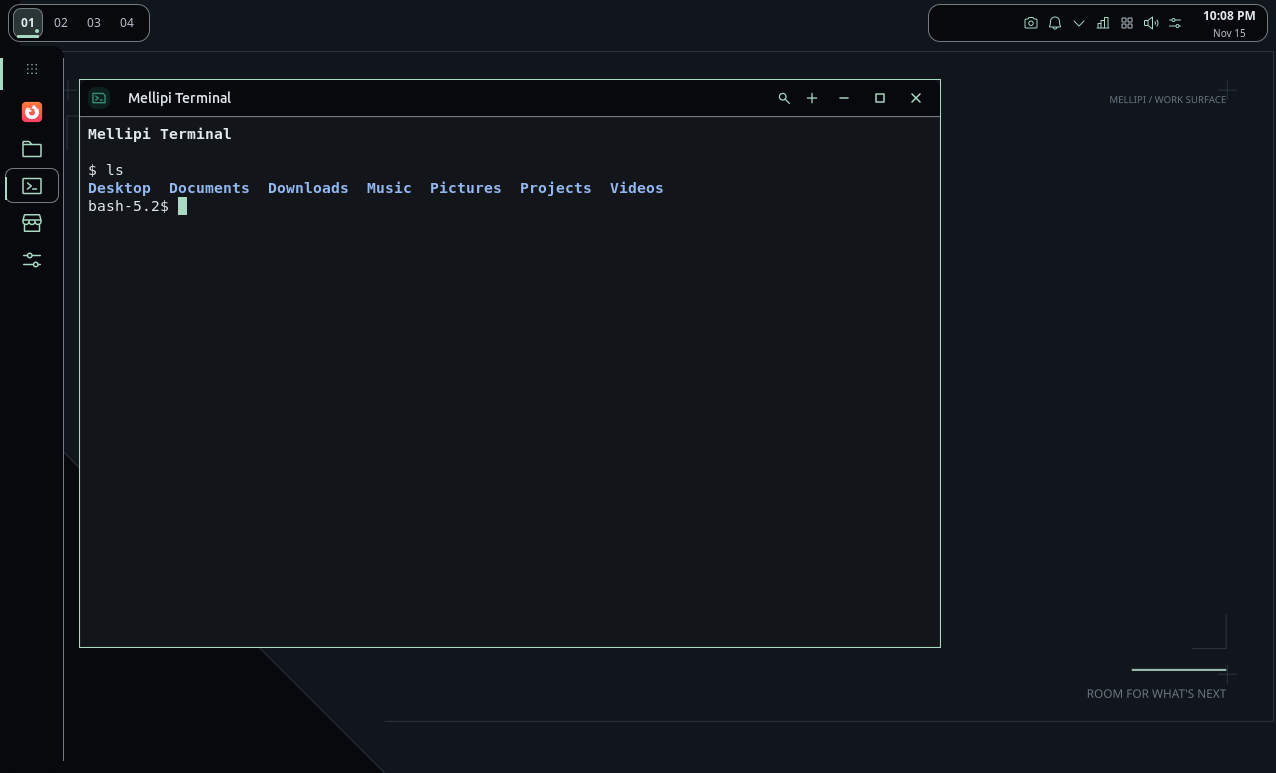 01 02 03 04
10:08 PM
Nov 15
Mellipi Terminal
MELLIPI / WORK SURFACE
Mellipi Terminal
$ ls
Desktop  Documents  Downloads  Music  Pictures  Projects  Videos
bash-5.2$
ROOM FOR WHAT'S NEXT